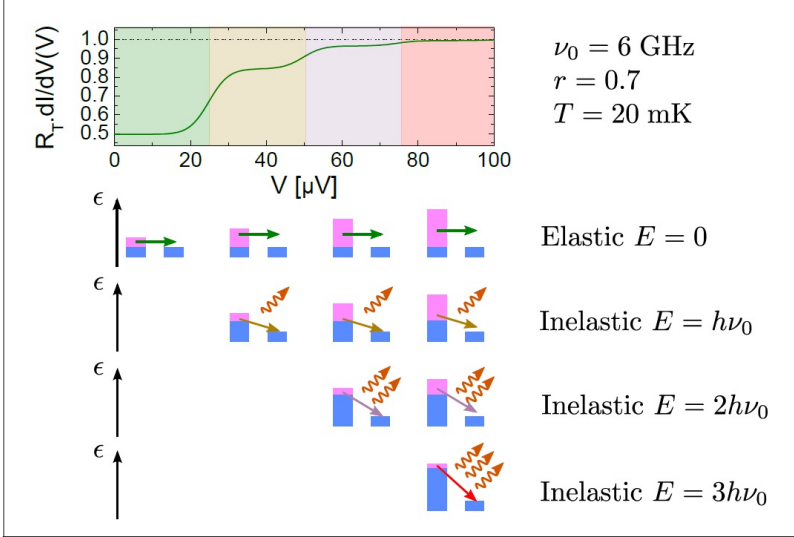 R_T.dI/dV(V)
1.0
0.9
0.8
0.7
0.6
0.5
0 20 40 60 80 100
V [µV]
ν₀ = 6 GHz
r = 0.7
T = 20 mK
ϵ
Elastic E = 0
ϵ
Inelastic E = hν₀
ϵ
Inelastic E = 2hν₀
ϵ
Inelastic E = 3hν₀